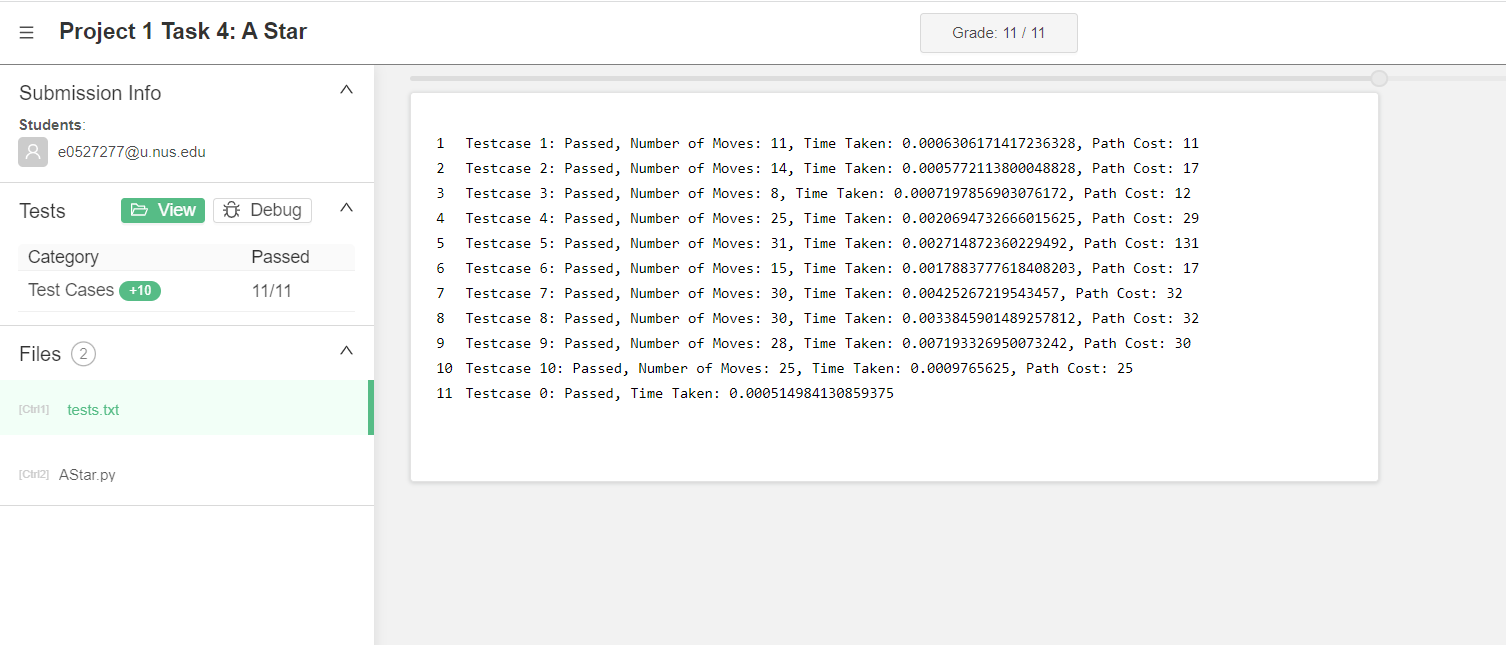 Project 1 Task 4: A Star
Grade: 11 / 11
Submission Info
Students:
e0527277@u.nus.edu
Tests View Debug
Category Passed
Test Cases +10 11/11
Files 2
[Ctrl1] tests.txt
[Ctrl2] AStar.py
1 Testcase 1: Passed, Number of Moves: 11, Time Taken: 0.0006306171417236328, Path Cost: 11
2 Testcase 2: Passed, Number of Moves: 14, Time Taken: 0.0005772113800048828, Path Cost: 17
3 Testcase 3: Passed, Number of Moves: 8, Time Taken: 0.0007197856903076172, Path Cost: 12
4 Testcase 4: Passed, Number of Moves: 25, Time Taken: 0.0020694732666015625, Path Cost: 29
5 Testcase 5: Passed, Number of Moves: 31, Time Taken: 0.002714872360229492, Path Cost: 131
6 Testcase 6: Passed, Number of Moves: 15, Time Taken: 0.0017883777618408203, Path Cost: 17
7 Testcase 7: Passed, Number of Moves: 30, Time Taken: 0.00425267219543457, Path Cost: 32
8 Testcase 8: Passed, Number of Moves: 30, Time Taken: 0.0033845901489257812, Path Cost: 32
9 Testcase 9: Passed, Number of Moves: 28, Time Taken: 0.007193326950073242, Path Cost: 30
10 Testcase 10: Passed, Number of Moves: 25, Time Taken: 0.0009765625, Path Cost: 25
11 Testcase 0: Passed, Time Taken: 0.000514984130859375